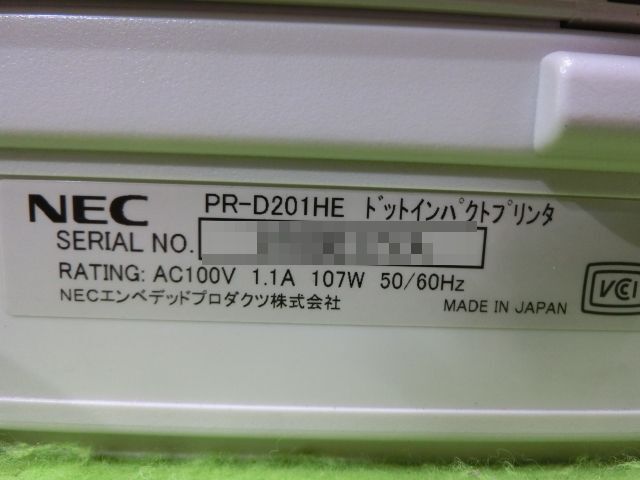 NEC PR-D201HE ﾄﾞｯﾄｲﾝﾊﾟｸﾄﾌﾟﾘﾝﾀ
SERIAL NO.
RATING: AC100V 1.1A 107W 50/60Hz
NECエンベデッドプロダクツ株式会社
MADE IN JAPAN
VCCI